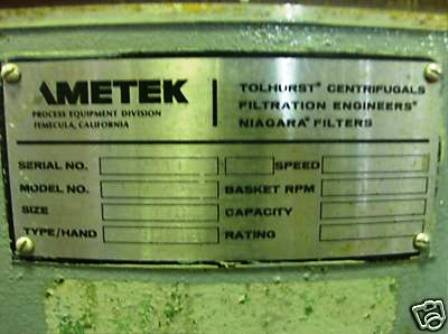 AMETEK
PROCESS EQUIPMENT DIVISION
TEMECULA, CALIFORNIA
TOLHURST® CENTRIFUGALS
FILTRATION ENGINEERS®
NIAGARA® FILTERS
SERIAL NO. SPEED
MODEL NO. BASKET RPM
SIZE CAPACITY
TYPE/HAND RATING